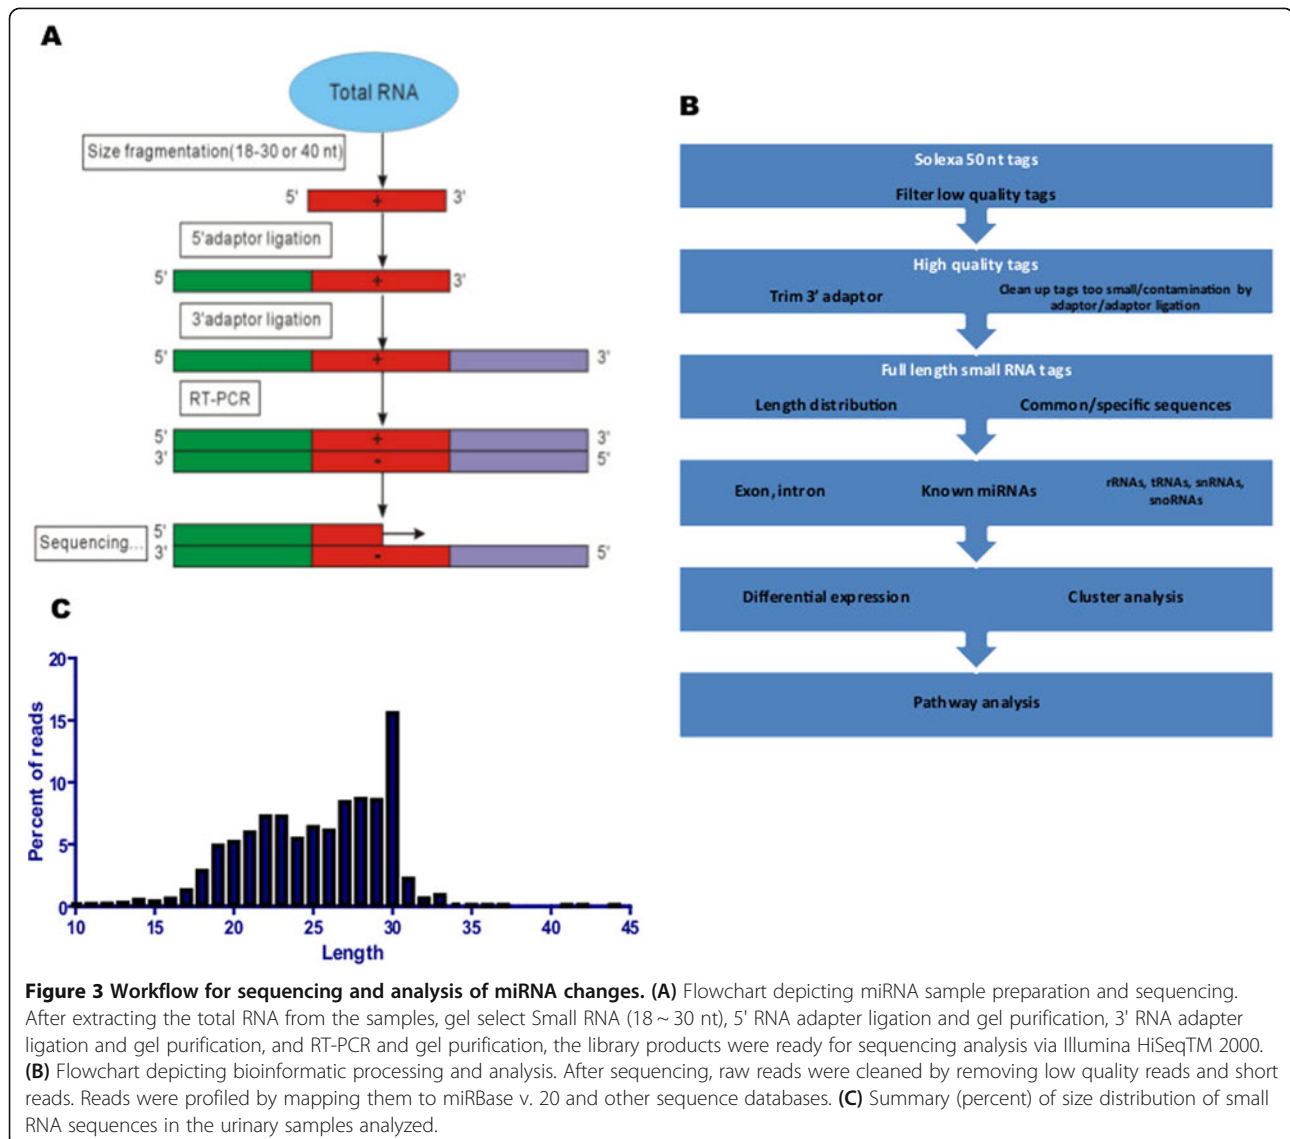 A
Total RNA
Size fragmentation(18-30 or 40 nt)
5' + 3'
5'adaptor ligation
5' + 3'
3'adaptor ligation
5' + 3'
RT-PCR
5' + 3'
3' - 5'
Sequencing...
5'
3' - 5'
B
Solexa 50 nt tags
Filter low quality tags
High quality tags
Trim 3' adaptor
Clean up tags too small/contamination by
adaptor/adaptor ligation
Full length small RNA tags
Length distribution
Common/specific sequences
Exon, intron
Known miRNAs
rRNAs, tRNAs, snRNAs,
snoRNAs
Differential expression
Cluster analysis
Pathway analysis
C
Percent of reads
20
15
10
5
0
10 15 20 25 30 35 40 45
Length
Figure 3 Workflow for sequencing and analysis of miRNA changes. (A) Flowchart depicting miRNA sample preparation and sequencing.
After extracting the total RNA from the samples, gel select Small RNA (18 ~ 30 nt), 5' RNA adapter ligation and gel purification, 3' RNA adapter
ligation and gel purification, and RT-PCR and gel purification, the library products were ready for sequencing analysis via Illumina HiSeqTM 2000.
(B) Flowchart depicting bioinformatic processing and analysis. After sequencing, raw reads were cleaned by removing low quality reads and short
reads. Reads were profiled by mapping them to miRBase v. 20 and other sequence databases. (C) Summary (percent) of size distribution of small
RNA sequences in the urinary samples analyzed.